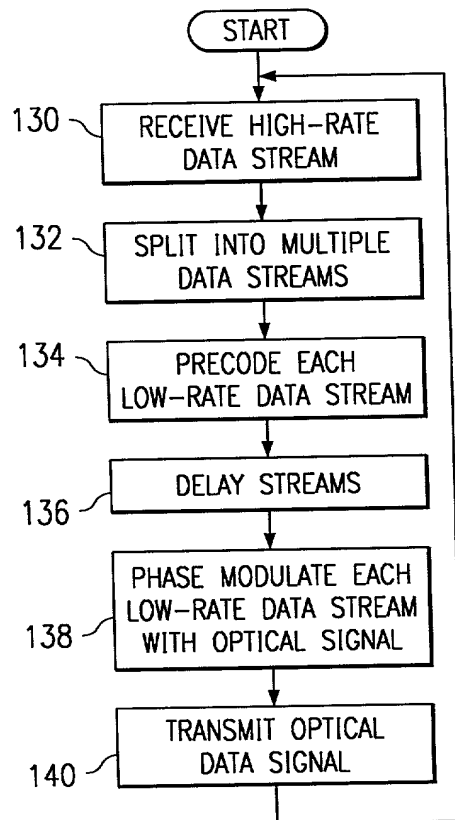 START
130
RECEIVE HIGH-RATE
DATA STREAM
132
SPLIT INTO MULTIPLE
DATA STREAMS
134
PRECODE EACH
LOW-RATE DATA STREAM
136
DELAY STREAMS
138
PHASE MODULATE EACH
LOW-RATE DATA STREAM
WITH OPTICAL SIGNAL
140
TRANSMIT OPTICAL
DATA SIGNAL